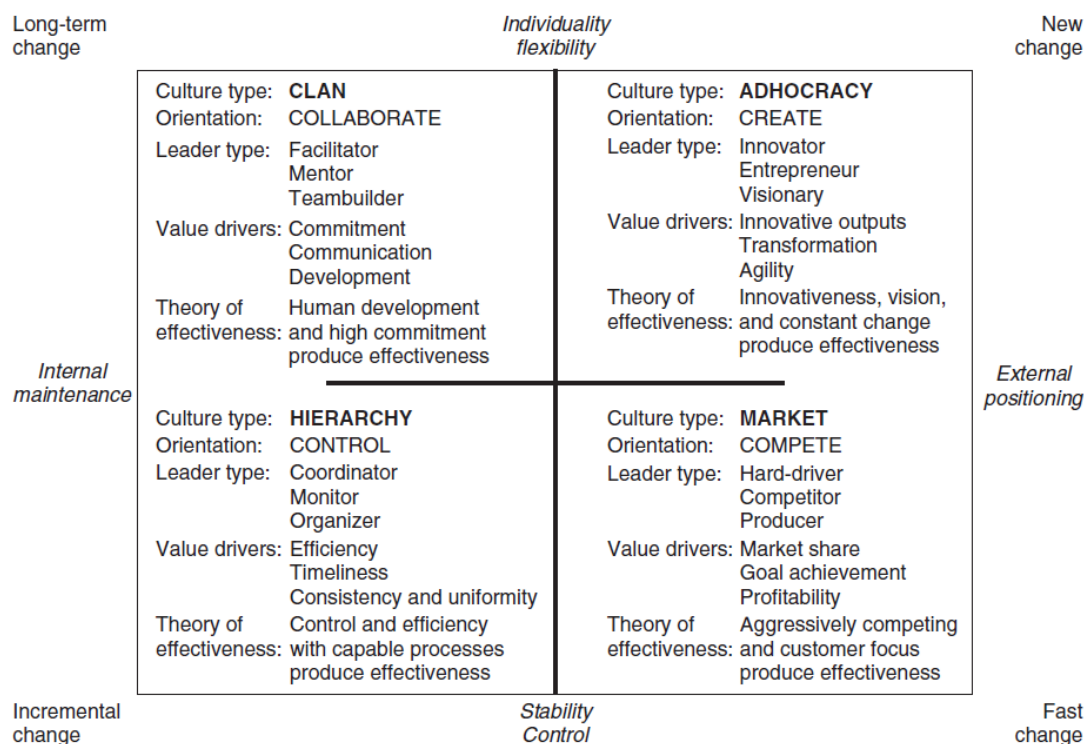 Long-term
change
Individuality
flexibility
New
change
Culture type: CLAN
Orientation: COLLABORATE
Leader type: Facilitator
Mentor
Teambuilder
Value drivers: Commitment
Communication
Development
Theory of Human development
effectiveness: and high commitment
produce effectiveness
Culture type: ADHOCRACY
Orientation: CREATE
Leader type: Innovator
Entrepreneur
Visionary
Value drivers: Innovative outputs
Transformation
Agility
Theory of Innovativeness, vision,
effectiveness: and constant change
produce effectiveness
Internal
maintenance
External
positioning
Culture type: HIERARCHY
Orientation: CONTROL
Leader type: Coordinator
Monitor
Organizer
Value drivers: Efficiency
Timeliness
Consistency and uniformity
Theory of Control and efficiency
effectiveness: with capable processes
produce effectiveness
Culture type: MARKET
Orientation: COMPETE
Leader type: Hard-driver
Competitor
Producer
Value drivers: Market share
Goal achievement
Profitability
Theory of Aggressively competing
effectiveness: and customer focus
produce effectiveness
Incremental
change
Stability
Control
Fast
change